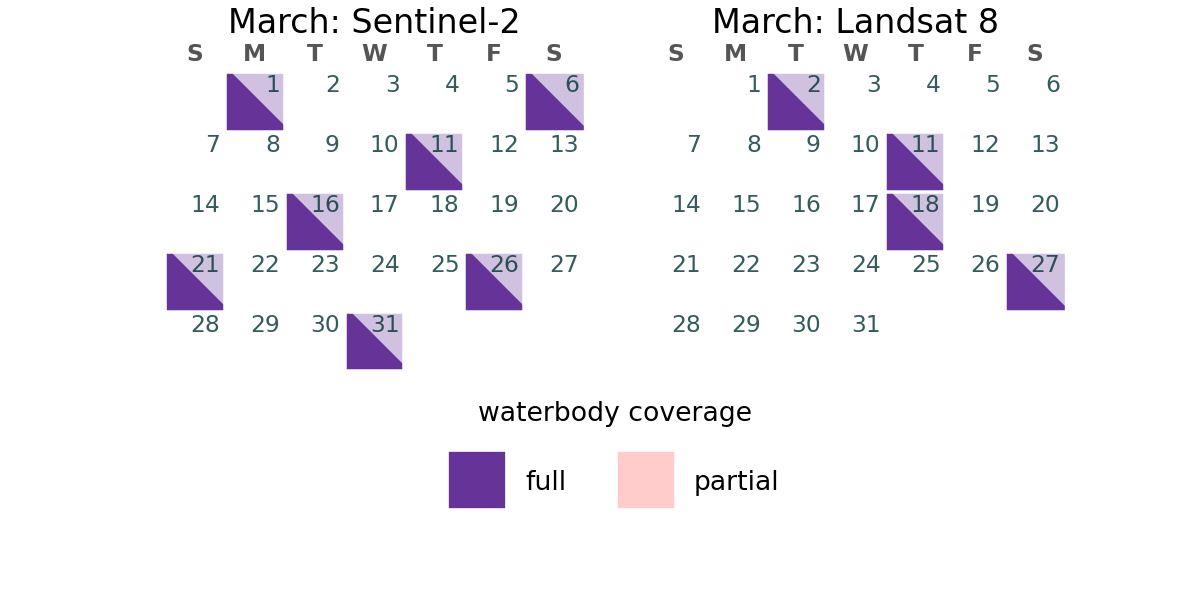 March: Sentinel-2
S M T W T F S
1 2 3 4 5 6
7 8 9 10 11 12 13
14 15 16 17 18 19 20
21 22 23 24 25 26 27
28 29 30 31
March: Landsat 8
S M T W T F S
1 2 3 4 5 6
7 8 9 10 11 12 13
14 15 16 17 18 19 20
21 22 23 24 25 26 27
28 29 30 31
waterbody coverage
full
partial